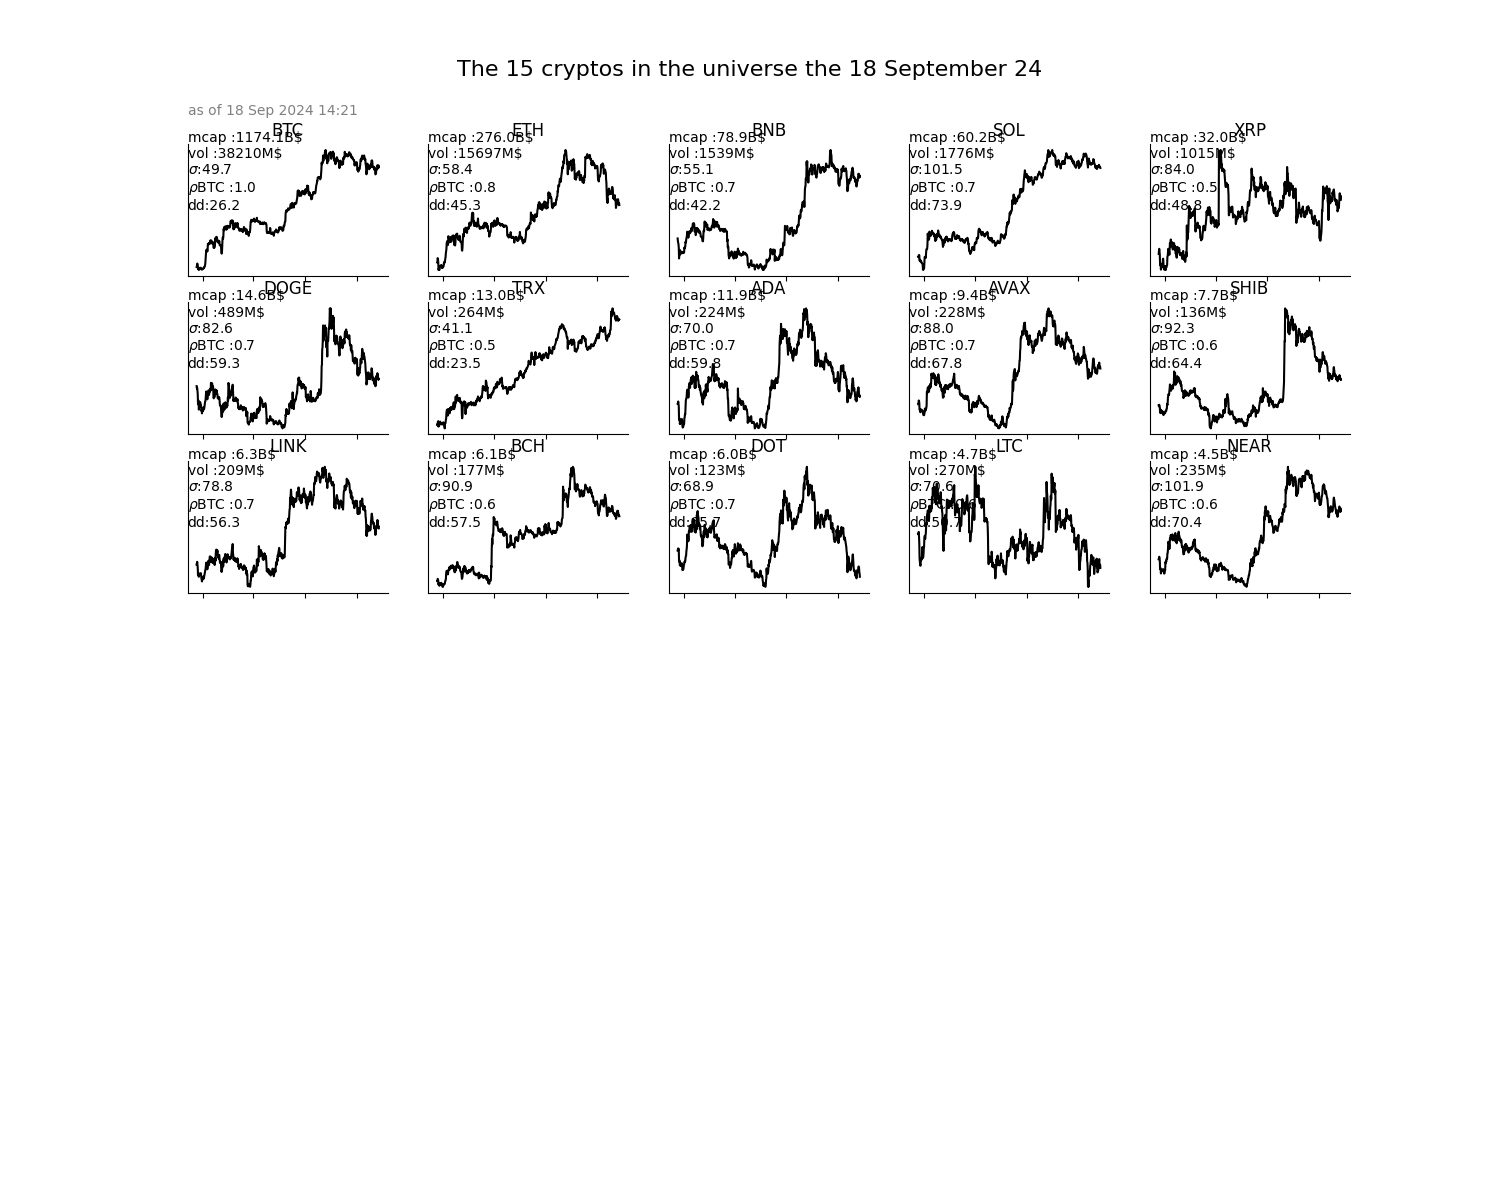 The 15 cryptos in the universe the 18 September 24
as of 18 Sep 2024 14:21
BTC
mcap :1174.1B$
vol :38210M$
σ:49.7
ρBTC :1.0
dd:26.2
ETH
mcap :276.0B$
vol :15697M$
σ:58.4
ρBTC :0.8
dd:45.3
BNB
mcap :78.9B$
vol :1539M$
σ:55.1
ρBTC :0.7
dd:42.2
SOL
mcap :60.2B$
vol :1776M$
σ:101.5
ρBTC :0.7
dd:73.9
XRP
mcap :32.0B$
vol :1015M$
σ:84.0
ρBTC :0.5
dd:48.8
DOGE
mcap :14.6B$
vol :489M$
σ:82.6
ρBTC :0.7
dd:59.3
TRX
mcap :13.0B$
vol :264M$
σ:41.1
ρBTC :0.5
dd:23.5
ADA
mcap :11.9B$
vol :224M$
σ:70.0
ρBTC :0.7
dd:59.8
AVAX
mcap :9.4B$
vol :228M$
σ:88.0
ρBTC :0.7
dd:67.8
SHIB
mcap :7.7B$
vol :136M$
σ:92.3
ρBTC :0.6
dd:64.4
LINK
mcap :6.3B$
vol :209M$
σ:78.8
ρBTC :0.7
dd:56.3
BCH
mcap :6.1B$
vol :177M$
σ:90.9
ρBTC :0.6
dd:57.5
DOT
mcap :6.0B$
vol :123M$
σ:68.9
ρBTC :0.7
LTC
mcap :4.7B$
vol :270M$
ρBTC
NEAR
mcap :4.5B$
vol :235M$
σ:101.9
ρBTC :0.6
dd:70.4